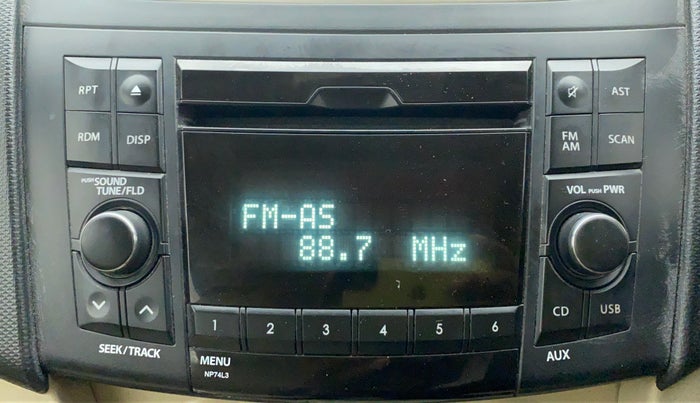 RPT
AST
RDM
DISP
FM
AM
SCAN
PUSH SOUND
TUNE/FLD
VOL PUSH PWR
FM-AS
88.7 MHz
CD
USB
1 2 3 4 5 6
SEEK/TRACK
MENU
AUX
NP74L3